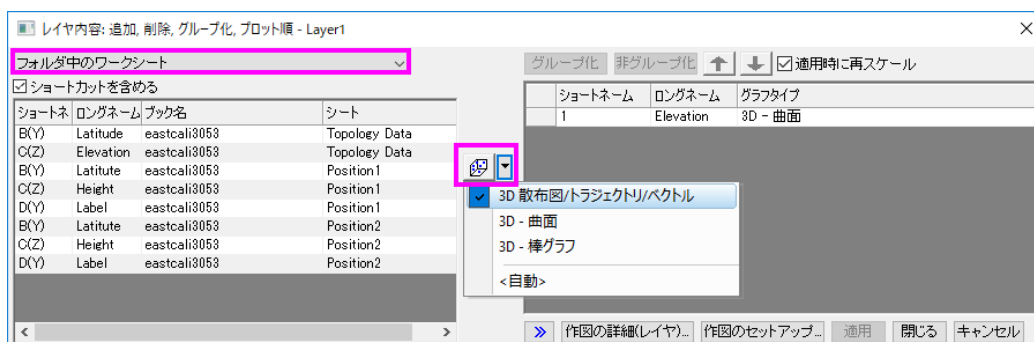 レイヤ内容: 追加, 削除, グループ化, プロット順 - Layer1
フォルダ中のワークシート
ショートカットを含める
ショートネ ロングネーム ブック名 シート
B(Y) Latitude eastcali3053 Topology Data
C(Z) Elevation eastcali3053 Topology Data
B(Y) Latitute eastcali3053 Position1
C(Z) Height eastcali3053 Position1
D(Y) Label eastcali3053 Position1
B(Y) Latitute eastcali3053 Position2
C(Z) Height eastcali3053 Position2
D(Y) Label eastcali3053 Position2
3D 散布図/トラジェクトリ/ベクトル
3D - 曲面
3D - 棒グラフ
<自動>
グループ化 非グループ化 適用時に再スケール
ショートネーム ロングネーム グラフタイプ
1 Elevation 3D - 曲面
作図の詳細(レイヤ)... 作図のセットアップ... 適用 閉じる キャンセル